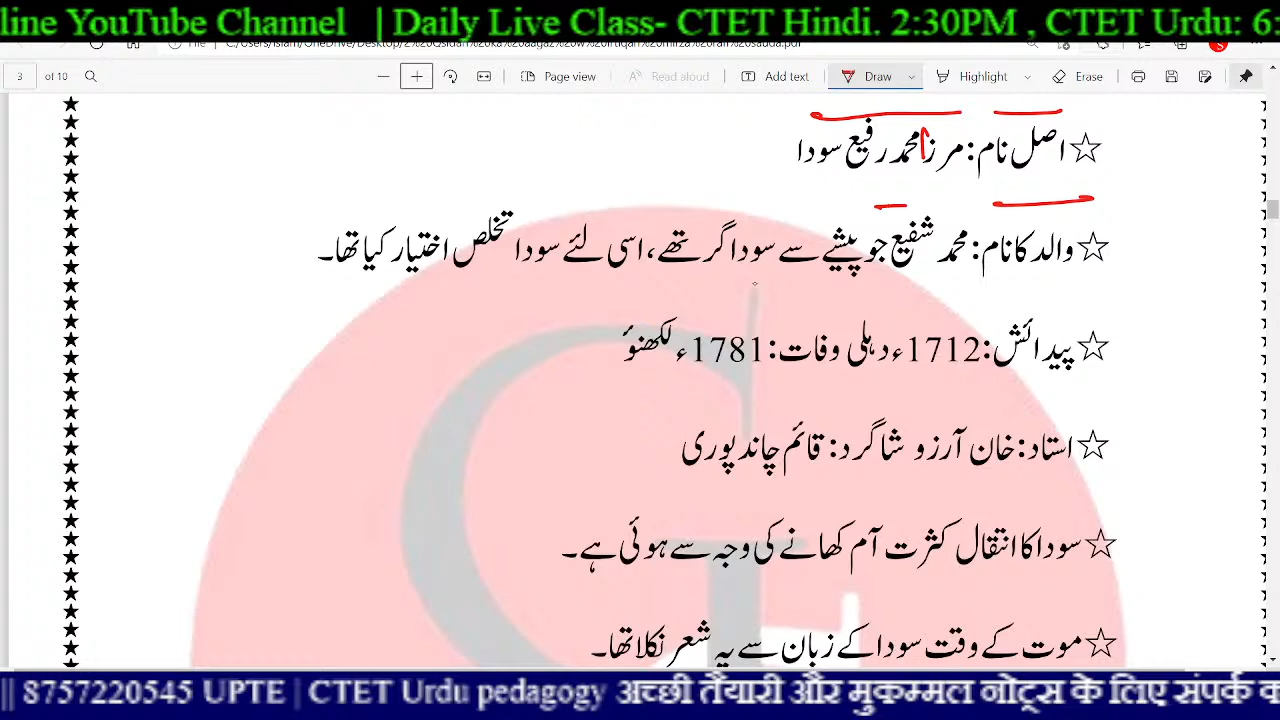 line YouTube Channel | Daily Live Class- CTET Hindi. 2:30PM , CTET Urdu: 6:
3 of 10 Page view Read aloud Add text Draw Highlight Erase
☆ اصل نام: مرزا محمد رفیع سودا
☆ والد کا نام: محمد شفیع جو پیشے سے سوداگر تھے، اسی لئے سودا تخلص اختیار کیا تھا۔
☆ پیدائش: 1712ء دہلی وفات: 1781ء لکھنوٴ
☆ استاد: خان آرزو شاگرد: قائم چاندپوری
☆ سودا کا انتقال کثرت آم کھانے کی وجہ سے ہوئی ہے۔
☆ موت کے وقت سودا کے زبان سے یہ شعر نکلا تھا۔
|| 8757220545 UPTE | CTET Urdu pedagogy अच्छी तैयारी और मुकम्मल नोट्स के लिए संपर्क क